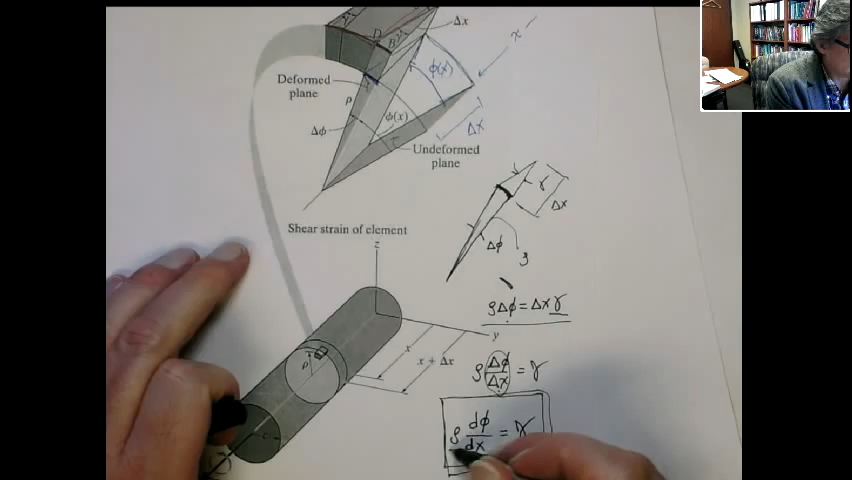 Δx
x
D
B
Deformed
plane
ρ
φ(x)
φ(x)
Δφ
Δx
Undeformed
plane
γ
Δx
Shear strain of element
z
Δφ
ρ
ρΔφ = Δxγ
y
x
x + Δx
ρ
ρ Δφ/Δx = γ
ρ dφ/dx = γ
c